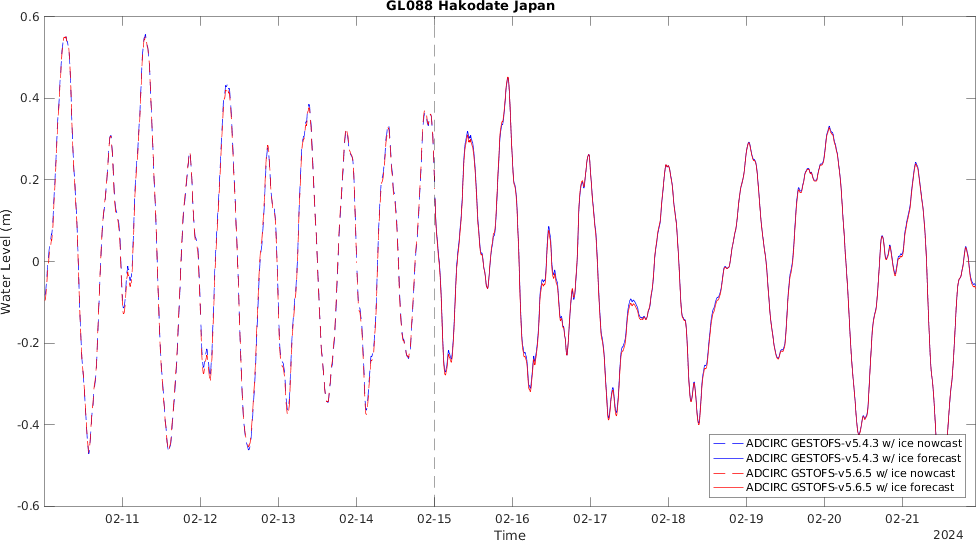 GL088 Hakodate Japan
0.6
0.4
0.2
0
-0.2
-0.4
-0.6
Water Level (m)
02-11
02-12
02-13
02-14
02-15
02-16
02-17
02-18
02-19
02-20
02-21
Time
2024
ADCIRC GESTOFS-v5.4.3 w/ ice nowcast
ADCIRC GESTOFS-v5.4.3 w/ ice forecast
ADCIRC GSTOFS-v5.6.5 w/ ice nowcast
ADCIRC GSTOFS-v5.6.5 w/ ice forecast